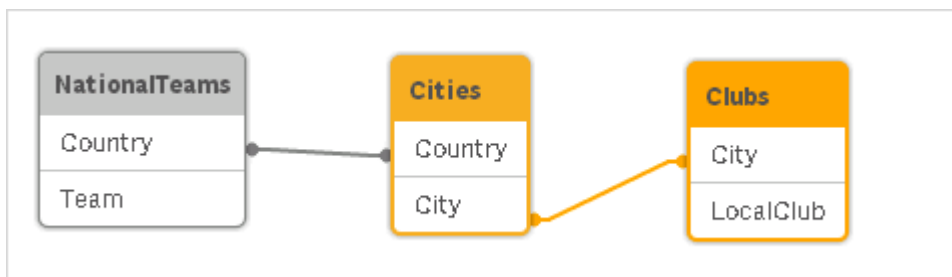 NationalTeams
Country
Team
Cities
Country
City
Clubs
City
LocalClub